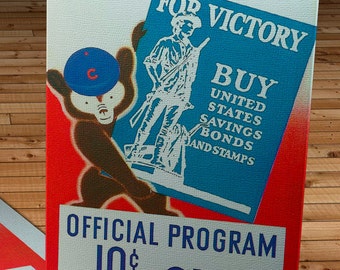 FOR VICTORY
BUY
UNITED
STATES
SAVINGS
BONDS
AND STAMPS
C
OFFICIAL PROGRAM
10¢